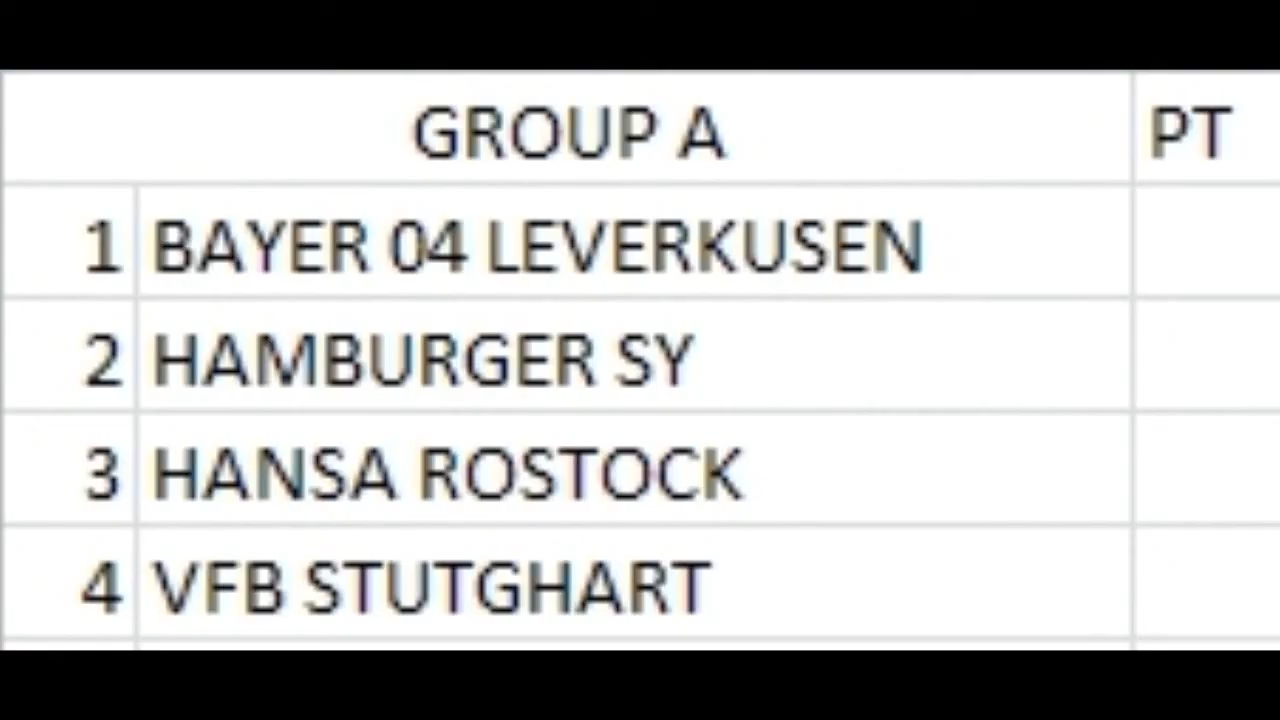 GROUP A PT
1 BAYER 04 LEVERKUSEN
2 HAMBURGER SY
3 HANSA ROSTOCK
4 VFB STUTGHART